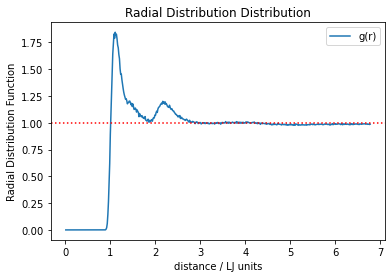 Radial Distribution Distribution
g(r)
Radial Distribution Function
1.75
1.50
1.25
1.00
0.75
0.50
0.25
0.00
0 1 2 3 4 5 6 7
distance / LJ units